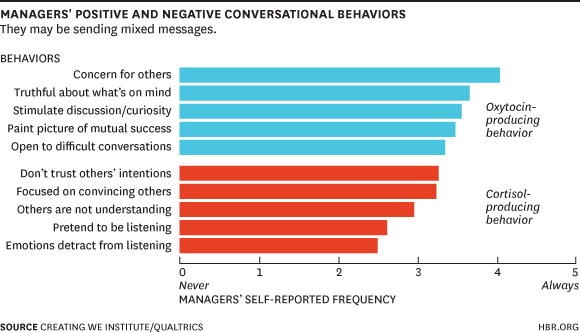 MANAGERS' POSITIVE AND NEGATIVE CONVERSATIONAL BEHAVIORS
They may be sending mixed messages.
BEHAVIORS
Concern for others
Truthful about what's on mind
Stimulate discussion/curiosity
Paint picture of mutual success
Open to difficult conversations
Oxytocin-
producing
behavior
Don't trust others' intentions
Focused on convincing others
Others are not understanding
Pretend to be listening
Emotions detract from listening
Cortisol-
producing
behavior
0 1 2 3 4 5
Never Always
MANAGERS' SELF-REPORTED FREQUENCY
SOURCE CREATING WE INSTITUTE/QUALTRICS HBR.ORG